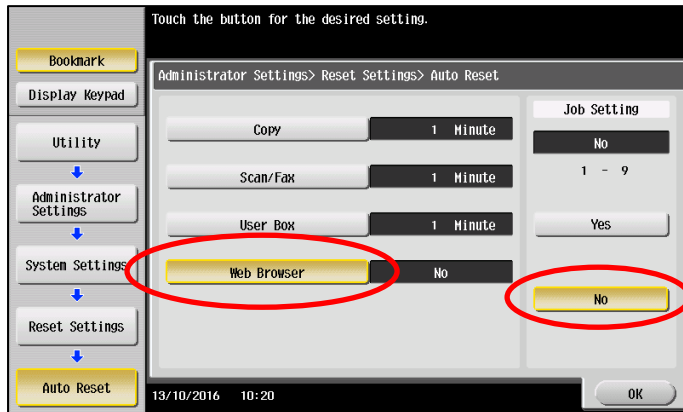 Touch the button for the desired setting.
Bookmark
Display Keypad
Utility
Administrator
Settings
System Settings
Reset Settings
Auto Reset
Administrator Settings> Reset Settings> Auto Reset
Copy 1 Minute
Scan/Fax 1 Minute
User Box 1 Minute
Web Browser No
Job Setting
No
1 - 9
Yes
No
13/10/2016 10:20
OK